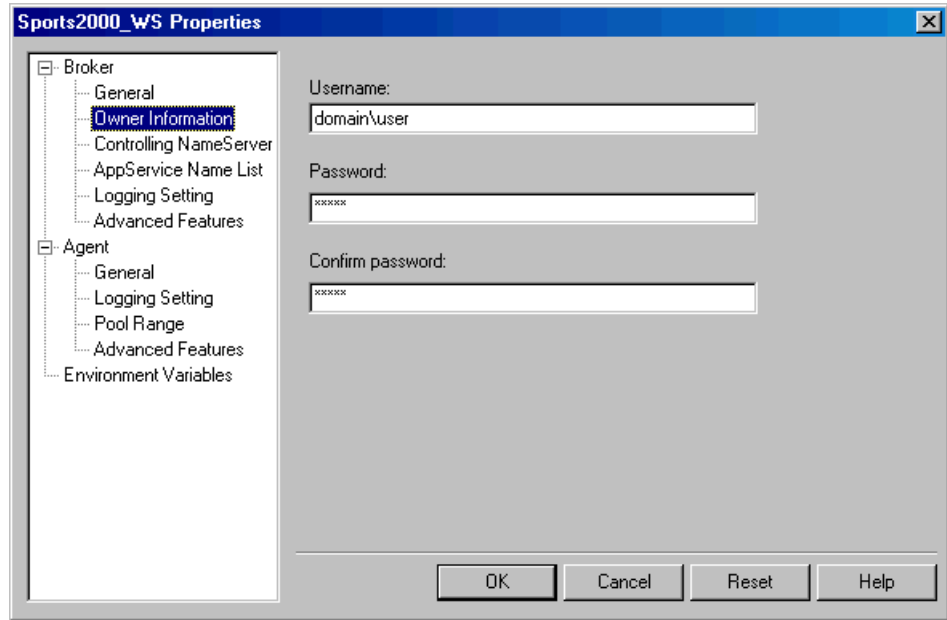 Sports2000_WS Properties
Broker
General
Owner Information
Controlling NameServer
AppService Name List
Logging Setting
Advanced Features
Agent
General
Logging Setting
Pool Range
Advanced Features
Environment Variables
Username:
domain\user
Password:
*****
Confirm password:
*****
OK Cancel Reset Help